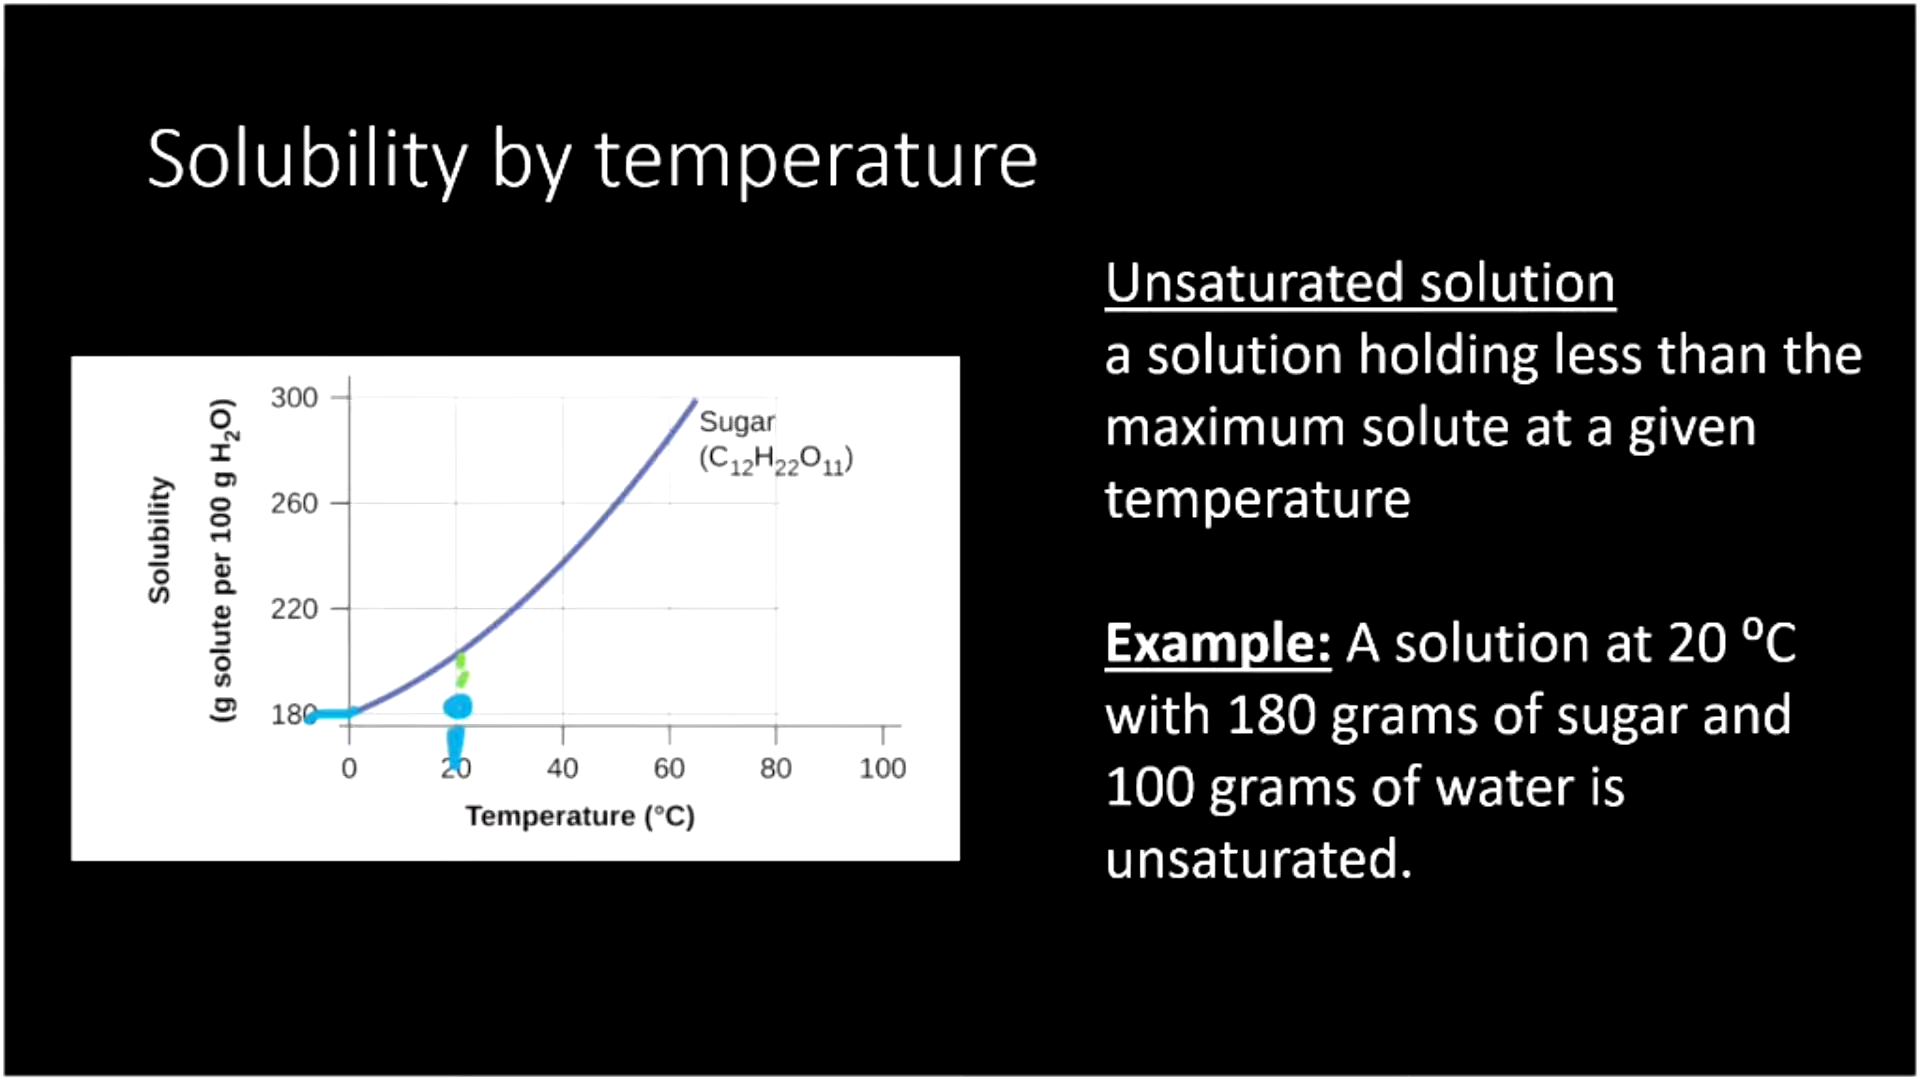 Solubility by temperature
Unsaturated solution
a solution holding less than the
maximum solute at a given
temperature
Example: A solution at 20 ⁰C
with 180 grams of sugar and
100 grams of water is
unsaturated.
Solubility
(g solute per 100 g H₂O)
300
260
220
180
Sugar
(C₁₂H₂₂O₁₁)
0 20 40 60 80 100
Temperature (°C)